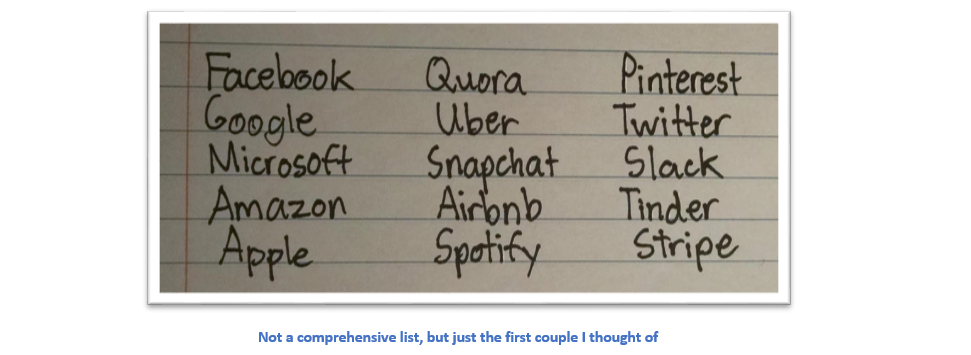 Facebook Quora Pinterest
Google Uber Twitter
Microsoft Snapchat Slack
Amazon Airbnb Tinder
Apple Spotify Stripe
Not a comprehensive list, but just the first couple I thought of